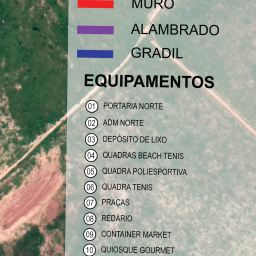 MURO
ALAMBRADO
GRADIL
EQUIPAMENTOS
01 PORTARIA NORTE
02 ADM NORTE
03 DEPÓSITO DE LIXO
04 QUADRAS BEACH TENIS
05 QUADRA POLIESPORTIVA
06 QUADRA TENIS
07 PRAÇAS
08 REDÁRIO
09 CONTAINER MARKET
10 QUIOSQUE GOURMET